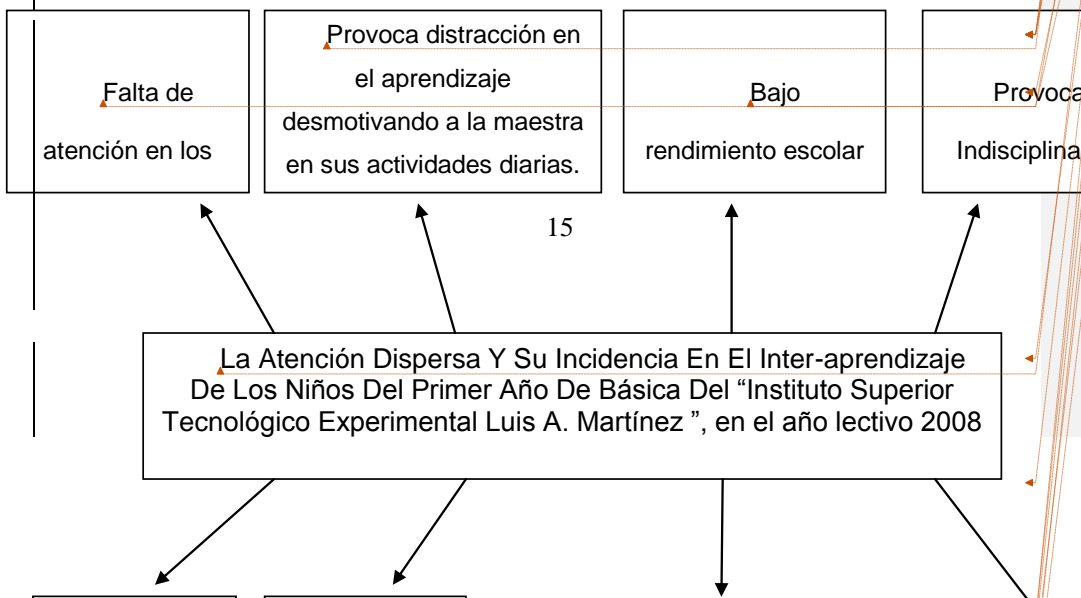 Falta de
atención en los
Provoca distracción en
el aprendizaje
desmotivando a la maestra
en sus actividades diarias.
Bajo
rendimiento escolar
Provoca
Indisciplina
15
La Atención Dispersa Y Su Incidencia En El Inter-aprendizaje
De Los Niños Del Primer Año De Básica Del “Instituto Superior
Tecnológico Experimental Luis A. Martínez ”, en el año lectivo 2008